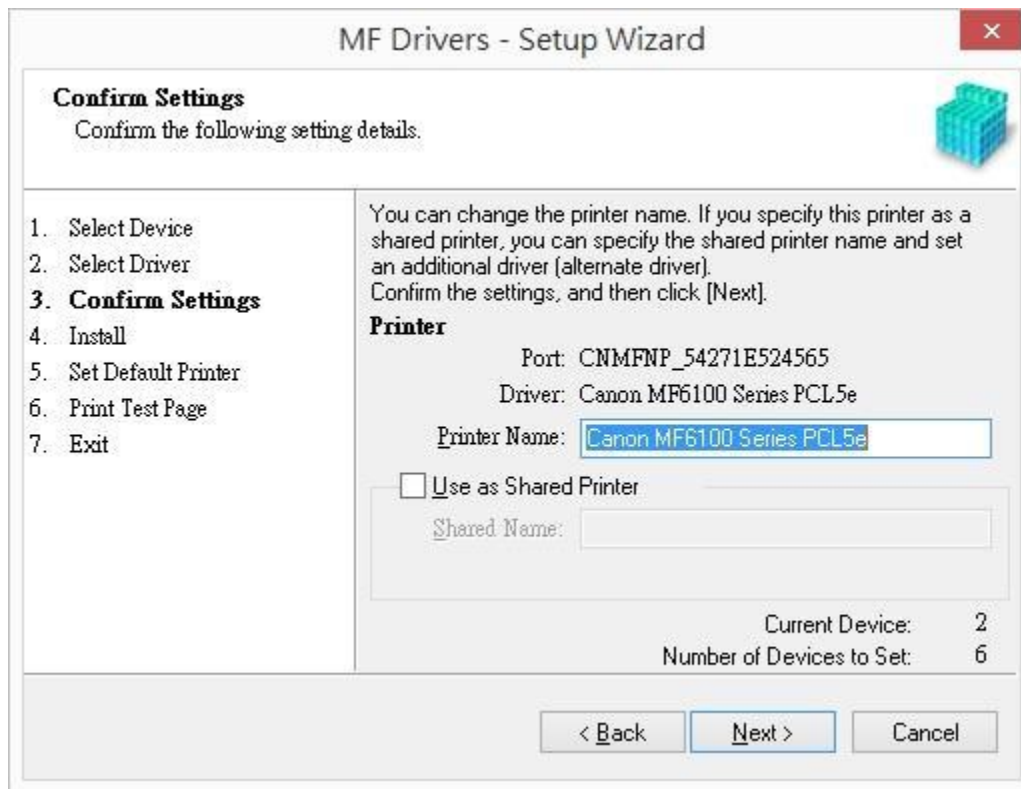 MF Drivers - Setup Wizard
Confirm Settings
Confirm the following setting details.
1. Select Device
2. Select Driver
3. Confirm Settings
4. Install
5. Set Default Printer
6. Print Test Page
7. Exit
You can change the printer name. If you specify this printer as a
shared printer, you can specify the shared printer name and set
an additional driver (alternate driver).
Confirm the settings, and then click [Next].
Printer
Port: CNMFNP_54271E524565
Driver: Canon MF6100 Series PCL5e
Printer Name: Canon MF6100 Series PCL5e
Use as Shared Printer
Shared Name:
Current Device: 2
Number of Devices to Set: 6
< Back Next > Cancel